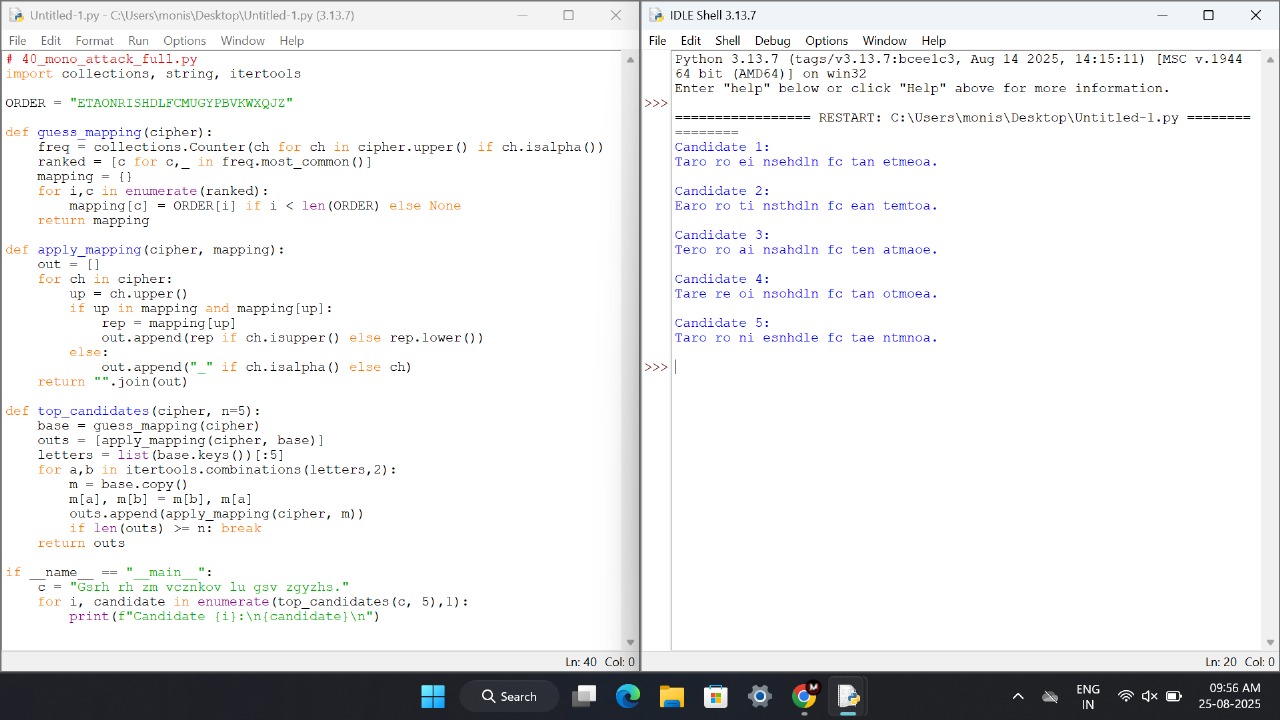 Untitled-1.py - C:\Users\monis\Desktop\Untitled-1.py (3.13.7)
File Edit Format Run Options Window Help
# 40_mono_attack_full.py
import collections, string, itertools

ORDER = "ETAONRISHDLFCMUGYPBVKWXQJZ"

def guess_mapping(cipher):
    freq = collections.Counter(ch for ch in cipher.upper() if ch.isalpha())
    ranked = [c for c,_ in freq.most_common()]
    mapping = {}
    for i,c in enumerate(ranked):
        mapping[c] = ORDER[i] if i < len(ORDER) else None
    return mapping

def apply_mapping(cipher, mapping):
    out = []
    for ch in cipher:
        up = ch.upper()
        if up in mapping and mapping[up]:
            rep = mapping[up]
            out.append(rep if ch.isupper() else rep.lower())
        else:
            out.append("_" if ch.isalpha() else ch)
    return "".join(out)

def top_candidates(cipher, n=5):
    base = guess_mapping(cipher)
    outs = [apply_mapping(cipher, base)]
    letters = list(base.keys())[:5]
    for a,b in itertools.combinations(letters,2):
        m = base.copy()
        m[a], m[b] = m[b], m[a]
        outs.append(apply_mapping(cipher, m))
        if len(outs) >= n: break
    return outs

if __name__ == "__main__":
    c = "Gsrh rh zm vcznkov lu gsv zgyzhs."
    for i, candidate in enumerate(top_candidates(c, 5),1):
        print(f"Candidate {i}:\n{candidate}\n")
Ln: 40 Col: 0
IDLE Shell 3.13.7
File Edit Shell Debug Options Window Help
Python 3.13.7 (tags/v3.13.7:bcee1c3, Aug 14 2025, 14:15:11) [MSC v.1944
64 bit (AMD64)] on win32
Enter "help" below or click "Help" above for more information.
>>>
================= RESTART: C:\Users\monis\Desktop\Untitled-1.py ========
========
Candidate 1:
Taro ro ei nsehdln fc tan etmeoa.

Candidate 2:
Earo ro ti nsthdln fc ean temtoa.

Candidate 3:
Tero ro ai nsahdln fc ten atmaoe.

Candidate 4:
Tare re oi nsohdln fc tan otmoea.

Candidate 5:
Taro ro ni esnhdle fc tae ntmnoa.

>>>
Ln: 20 Col: 0
Search
M
ENG
IN
09:56 AM
25-08-2025